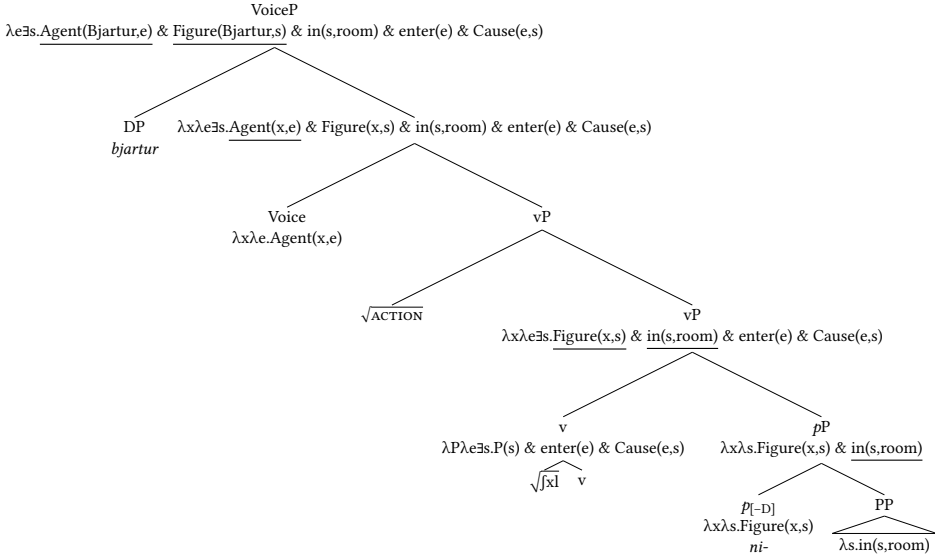 VoiceP
λe∃s.Agent(Bjartur,e) & Figure(Bjartur,s) & in(s,room) & enter(e) & Cause(e,s)
DP
bjartur
λxλe∃s.Agent(x,e) & Figure(x,s) & in(s,room) & enter(e) & Cause(e,s)
Voice
λxλe.Agent(x,e)
vP
√ACTION
vP
λxλe∃s.Figure(x,s) & in(s,room) & enter(e) & Cause(e,s)
v
λPλe∃s.P(s) & enter(e) & Cause(e,s)
√ʃxl v
pP
λxλs.Figure(x,s) & in(s,room)
p[–D]
λxλs.Figure(x,s)
ni-
PP
λs.in(s,room)